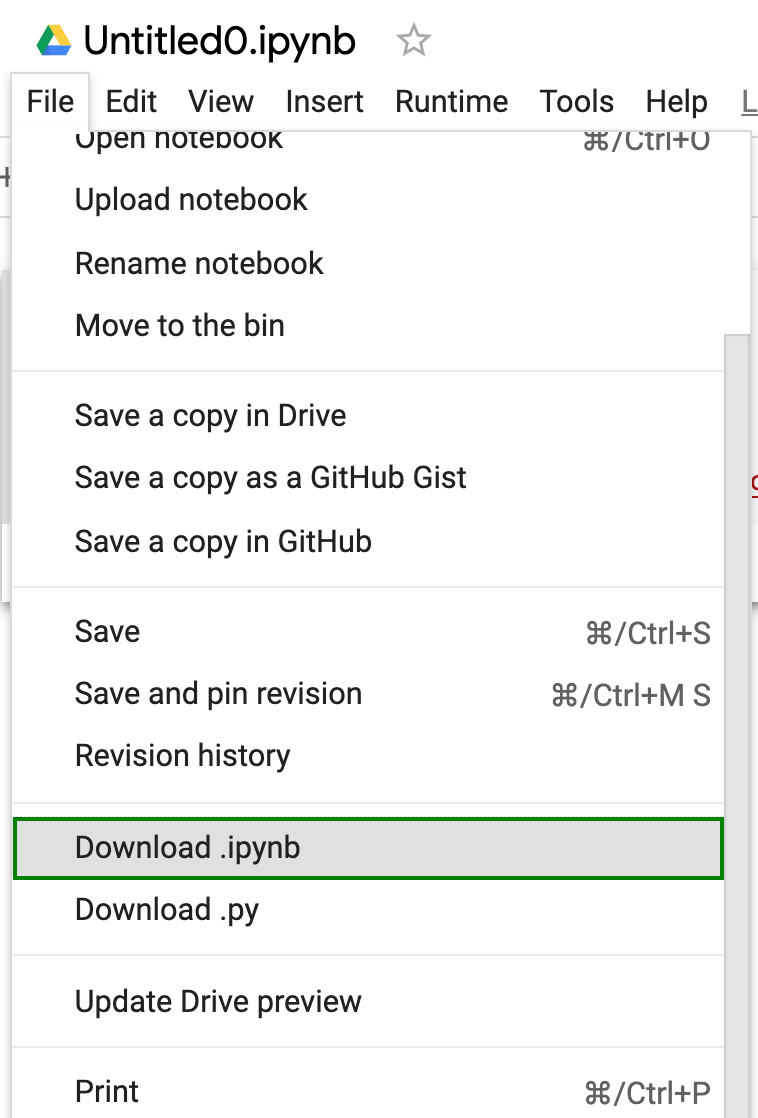 Untitled0.ipynb
File Edit View Insert Runtime Tools Help
Open notebook ⌘/Ctrl+O
Upload notebook
Rename notebook
Move to the bin
Save a copy in Drive
Save a copy as a GitHub Gist
Save a copy in GitHub
Save ⌘/Ctrl+S
Save and pin revision ⌘/Ctrl+M S
Revision history
Download .ipynb
Download .py
Update Drive preview
Print ⌘/Ctrl+P